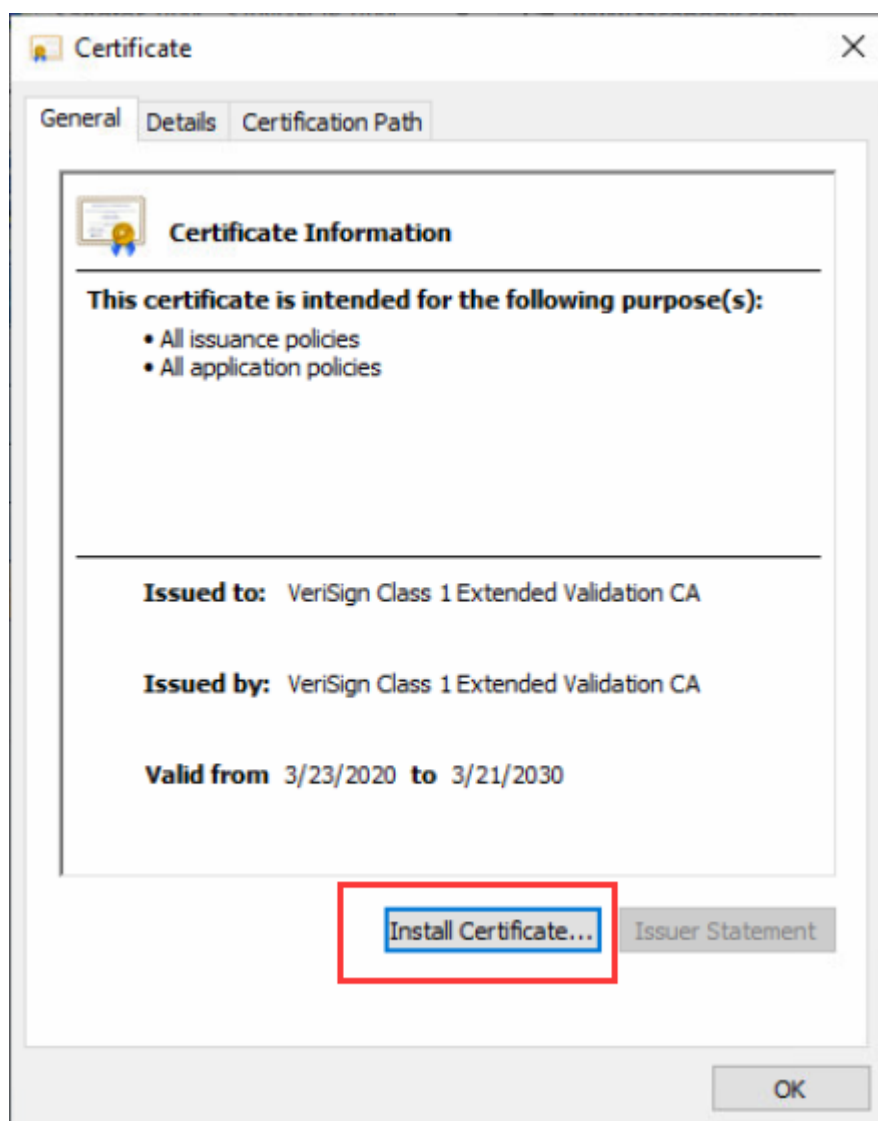 Certificate
General Details Certification Path
Certificate Information
This certificate is intended for the following purpose(s):
• All issuance policies
• All application policies
Issued to: VeriSign Class 1 Extended Validation CA
Issued by: VeriSign Class 1 Extended Validation CA
Valid from 3/23/2020 to 3/21/2030
Install Certificate... Issuer Statement
OK